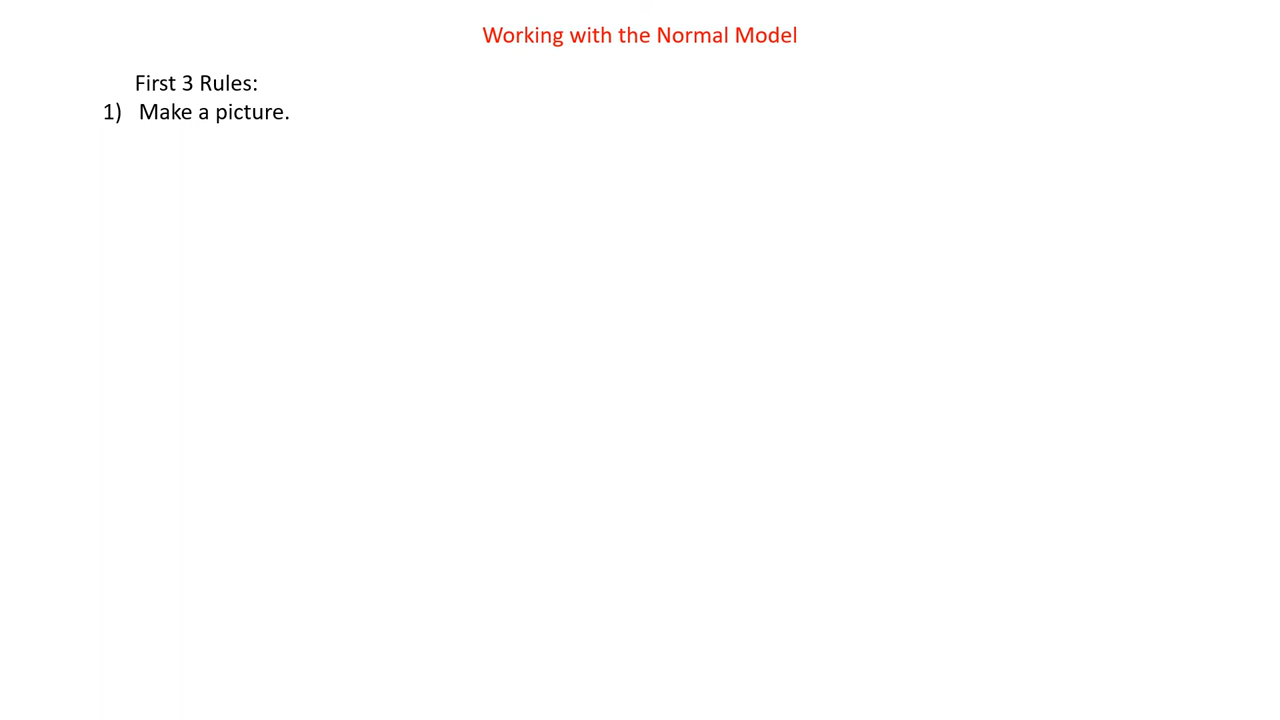 Working with the Normal Model
First 3 Rules:
1) Make a picture.